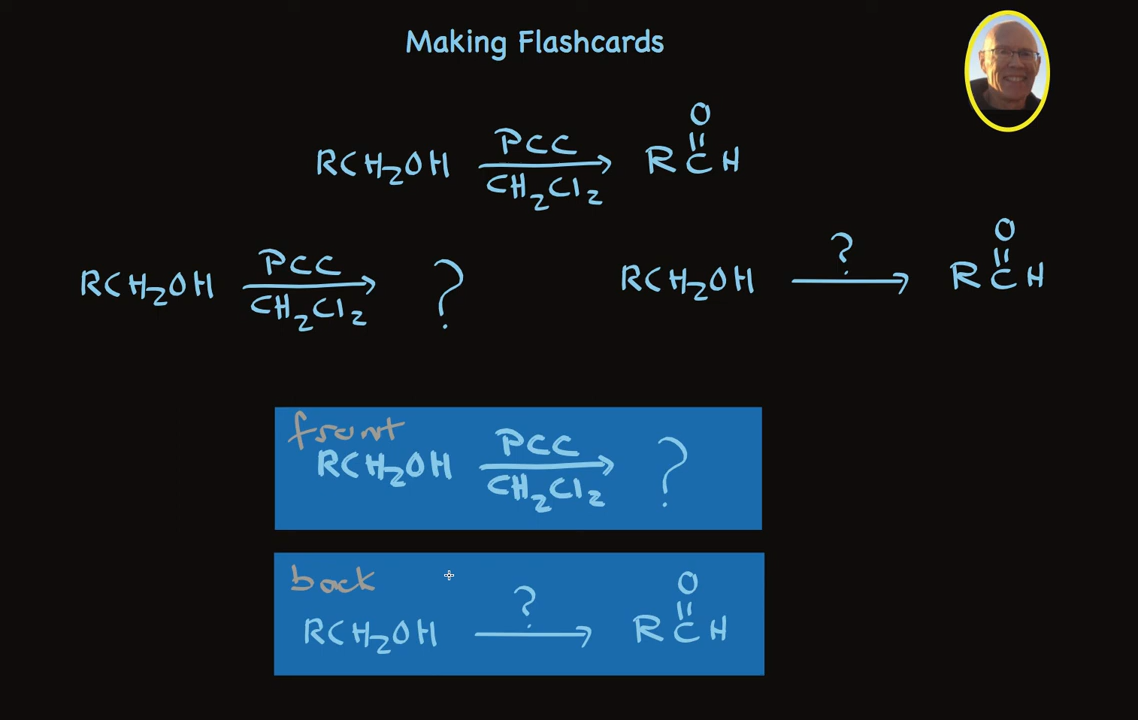 Making Flashcards
O
PCC
RCH₂OH ⟶ RCH
CH₂Cl₂
O
PCC ?
RCH₂OH ⟶ ? RCH₂OH ⟶ RCH
CH₂Cl₂
front
PCC
RCH₂OH ⟶ ?
CH₂Cl₂
back
O
?
RCH₂OH ⟶ RCH